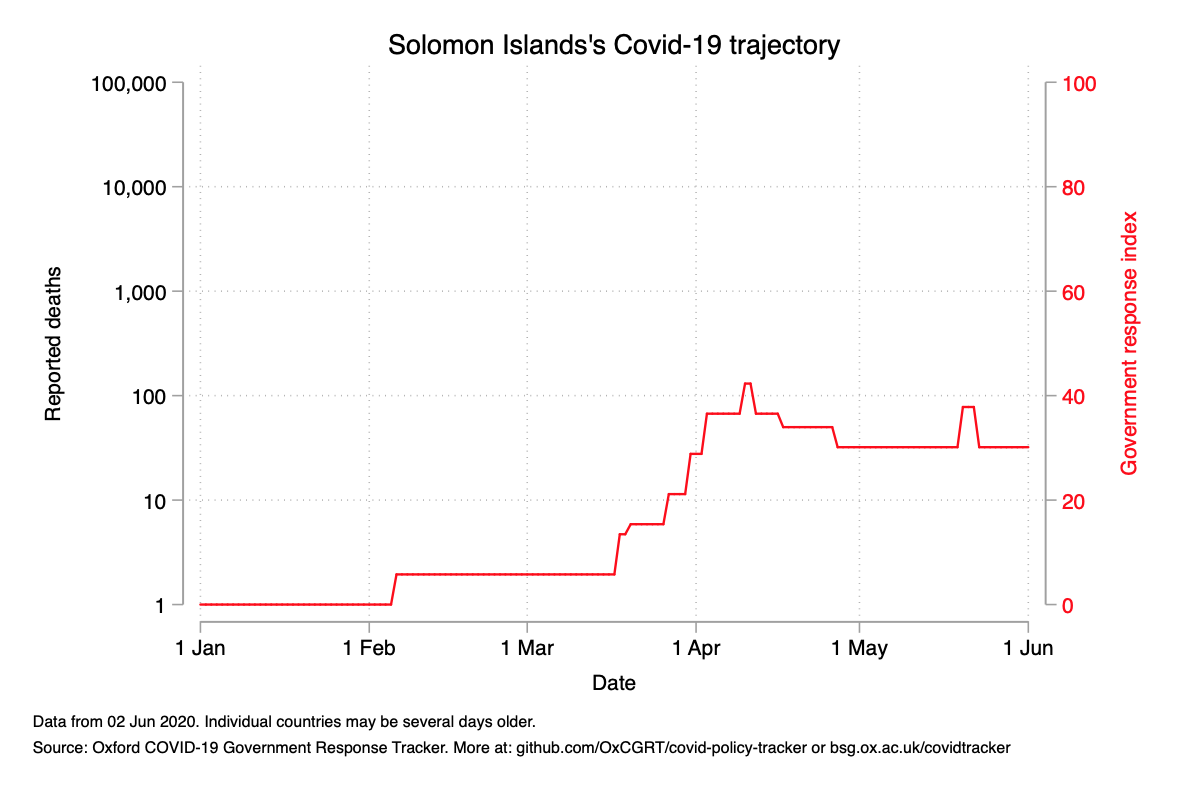 Solomon Islands's Covid-19 trajectory
100,000
10,000
1,000
100
10
1
Reported deaths
100
80
60
40
20
0
Government response index
1 Jan
1 Feb
1 Mar
1 Apr
1 May
1 Jun
Date
Data from 02 Jun 2020. Individual countries may be several days older.
Source: Oxford COVID-19 Government Response Tracker. More at: github.com/OxCGRT/covid-policy-tracker or bsg.ox.ac.uk/covidtracker